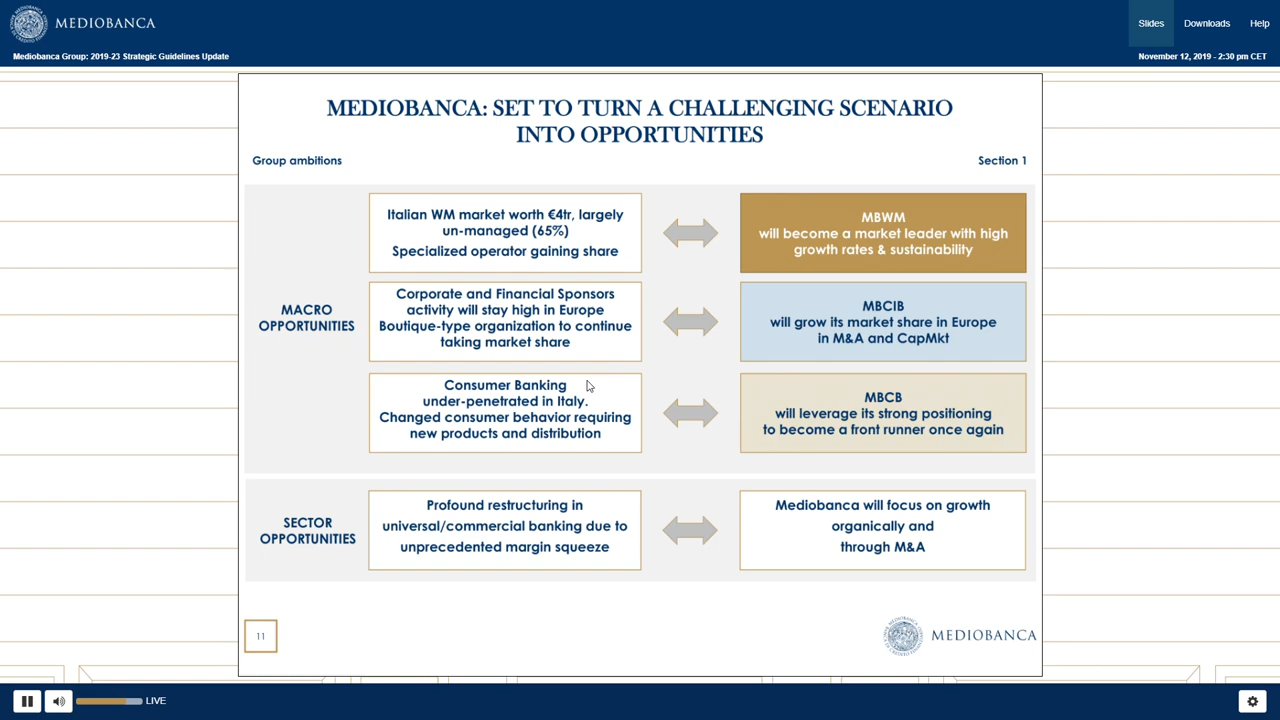 MEDIOBANCA
Slides
Downloads
Help
Mediobanca Group: 2019-23 Strategic Guidelines Update
November 12, 2019 - 2:30 pm CET
MEDIOBANCA: SET TO TURN A CHALLENGING SCENARIO
INTO OPPORTUNITIES
Group ambitions
Section 1
MACRO
OPPORTUNITIES
Italian WM market worth €4tr, largely
un-managed (65%)
Specialized operator gaining share
MBWM
will become a market leader with high
growth rates & sustainability
Corporate and Financial Sponsors
activity will stay high in Europe
Boutique-type organization to continue
taking market share
MBCIB
will grow its market share in Europe
in M&A and CapMkt
Consumer Banking
under-penetrated in Italy.
Changed consumer behavior requiring
new products and distribution
MBCB
will leverage its strong positioning
to become a front runner once again
SECTOR
OPPORTUNITIES
Profound restructuring in
universal/commercial banking due to
unprecedented margin squeeze
Mediobanca will focus on growth
organically and
through M&A
11
MEDIOBANCA
LIVE